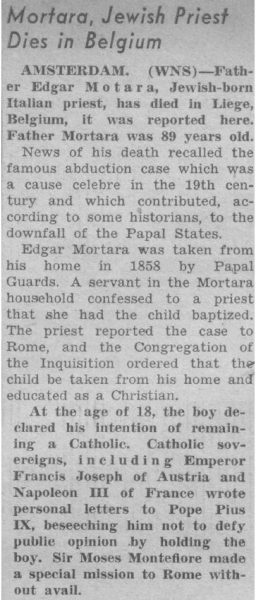 Mortara, Jewish Priest
Dies in Belgium
AMSTERDAM. (WNS)—Fath-
er Edgar Motara, Jewish-born
Italian priest, has died in Liege,
Belgium, it was reported here.
Father Mortara was 89 years old.
News of his death recalled the
famous abduction case which was
a cause celebre in the 19th cen-
tury and which contributed, ac-
cording to some historians, to the
downfall of the Papal States.
Edgar Mortara was taken from
his home in 1858 by Papal
Guards. A servant in the Mortara
household confessed to a priest
that she had the child baptized.
The priest reported the case to
Rome, and the Congregation of
the Inquisition ordered that the
child be taken from his home and
educated as a Christian.
At the age of 18, the boy de-
clared his intention of remain-
ing a Catholic. Catholic sov-
ereigns, including Emperor
Francis Joseph of Austria and
Napoleon III of France wrote
personal letters to Pope Pius
IX, beseeching him not to defy
public opinion by holding the
boy. Sir Moses Montefiore made
a special mission to Rome with-
out avail.